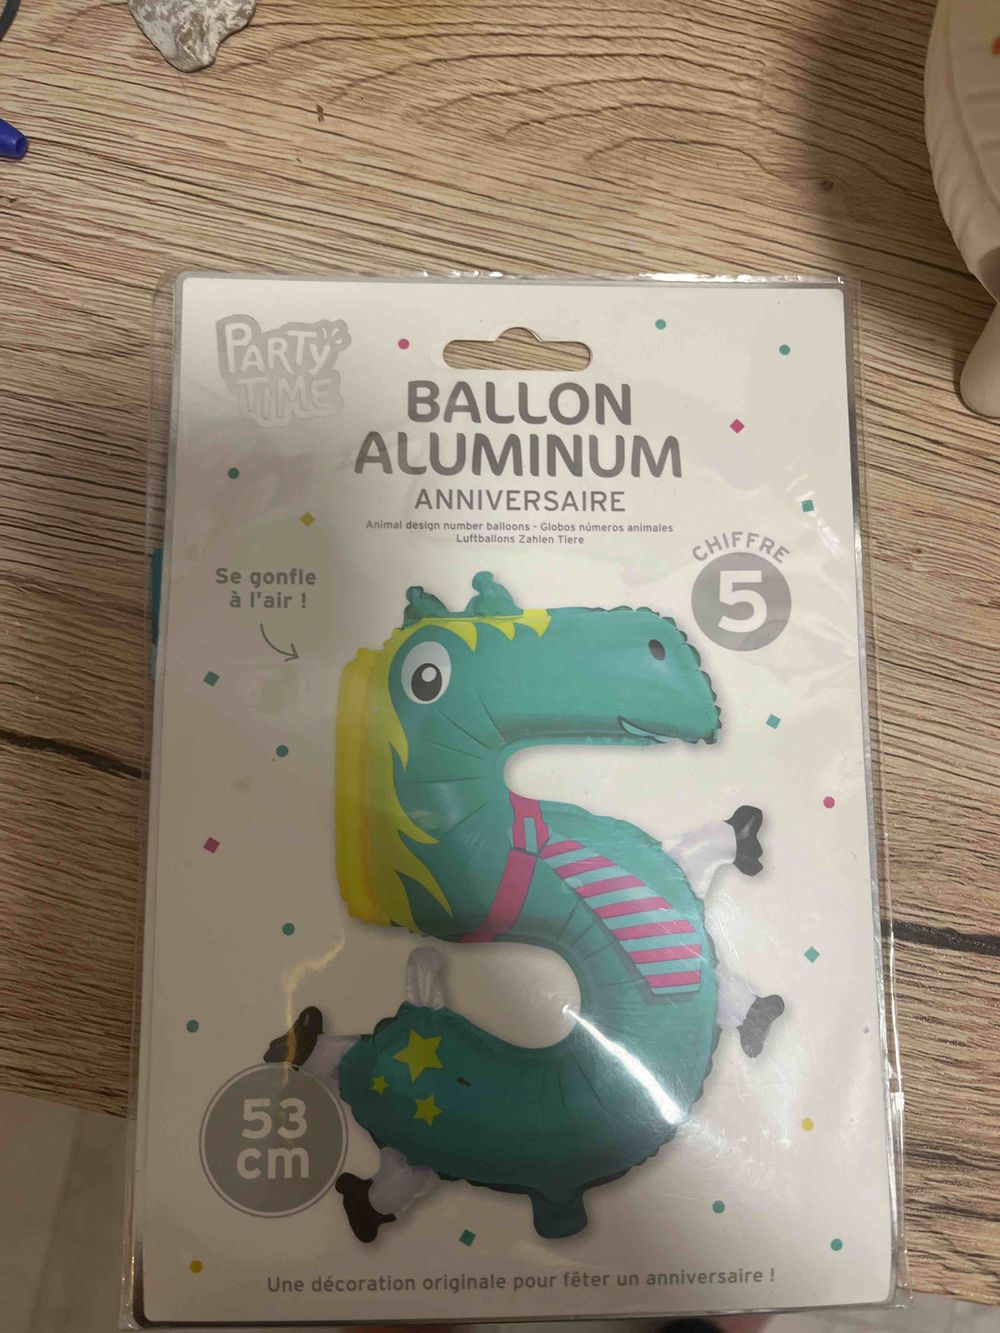 PARTY
TIME
BALLON
ALUMINUM
ANNIVERSAIRE
Animal design number balloons - Globos números animales
Luftballons Zahlen Tiere
CHIFFRE
5
Se gonfle
à l'air !
53
cm
Une décoration originale pour fêter un anniversaire !